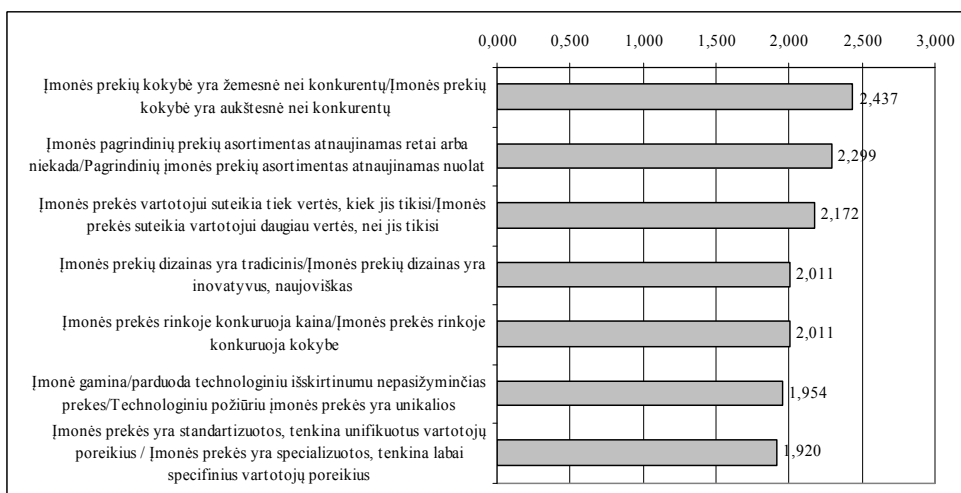 0,000 0,500 1,000 1,500 2,000 2,500 3,000
Įmonės prekių kokybė yra žemesnė nei konkurentų/Įmonės prekių
kokybė yra aukštesnė nei konkurentų
2,437
Įmonės pagrindinių prekių asortimentas atnaujinamas retai arba
niekada/Pagrindinių įmonės prekių asortimentas atnaujinamas nuolat
2,299
Įmonės prekės vartotojui suteikia tiek vertės, kiek jis tikisi/Įmonės
prekės suteikia vartotojui daugiau vertės, nei jis tikisi
2,172
Įmonės prekių dizainas yra tradicinis/Įmonės prekių dizainas yra
inovatyvus, naujoviškas
2,011
Įmonės prekės rinkoje konkuruoja kaina/Įmonės prekės rinkoje
konkuruoja kokybe
2,011
Įmonė gamina/parduoda technologiniu išskirtinumu nepasižyminčias
prekes/Technologiniu požiūriu įmonės prekės yra unikalios
1,954
Įmonės prekės yra standartizuotos, tenkina unifikuotus vartotojų
poreikius / Įmonės prekės yra specializuotos, tenkina labai
specifinius vartotojų poreikius
1,920